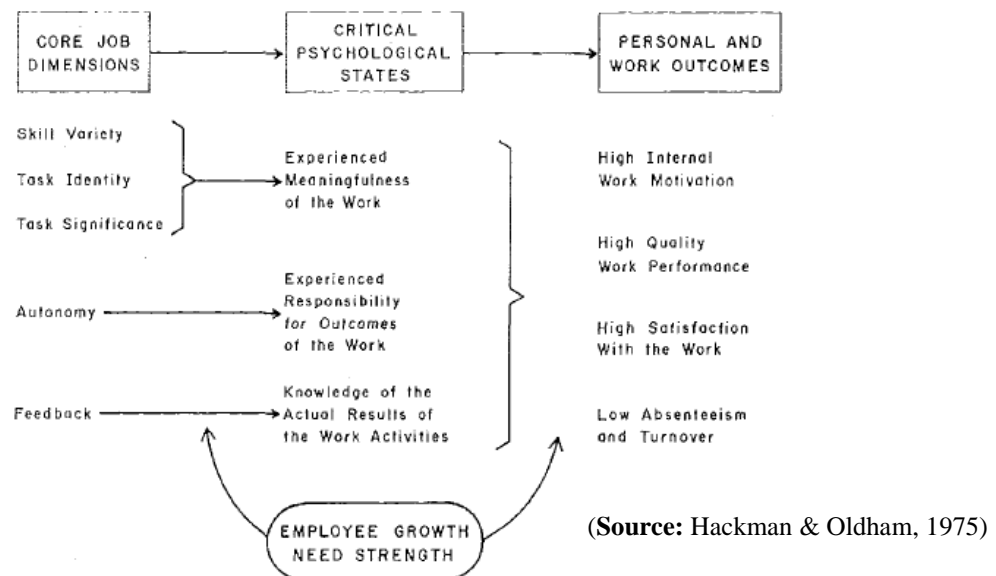 CORE JOB
DIMENSIONS
CRITICAL
PSYCHOLOGICAL
STATES
PERSONAL AND
WORK OUTCOMES
Skill Variety
Task Identity
Task Significance
Experienced
Meaningfulness
of the Work
High Internal
Work Motivation
High Quality
Work Performance
Autonomy
Experienced
Responsibility
for Outcomes
of the Work
High Satisfaction
With the Work
Feedback
Knowledge of the
Actual Results of
the Work Activities
Low Absenteeism
and Turnover
EMPLOYEE GROWTH
NEED STRENGTH
(Source: Hackman & Oldham, 1975)